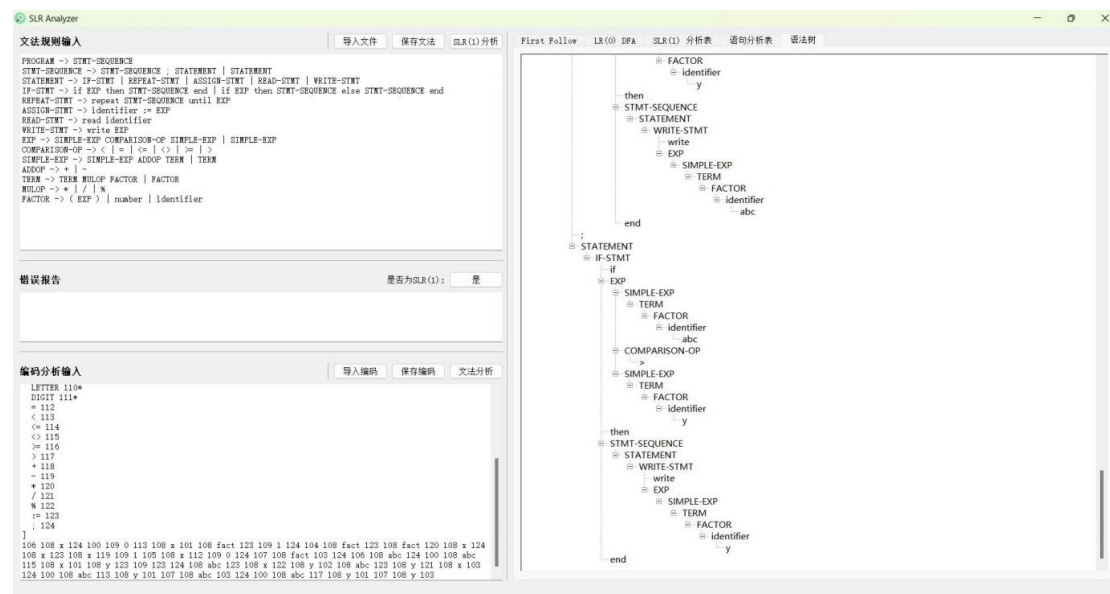 SLR Analyzer
文法规则输入
导入文件
保存文法
SLR(1)分析
PROGRAM -> STMT-SEQUENCE
STMT-SEQUENCE -> STMT-SEQUENCE ; STATEMENT | STATEMENT
STATEMENT -> IF-STMT | REPEAT-STMT | ASSIGN-STMT | READ-STMT | WRITE-STMT
IF-STMT -> if EXP then STMT-SEQUENCE end | if EXP then STMT-SEQUENCE else STMT-SEQUENCE end
REPEAT-STMT -> repeat STMT-SEQUENCE until EXP
ASSIGN-STMT -> identifier := EXP
READ-STMT -> read identifier
WRITE-STMT -> write EXP
EXP -> SIMPLE-EXP COMPARISON-OP SIMPLE-EXP | SIMPLE-EXP
COMPARISON-OP -> < | = | <= | <> | >= | >
SIMPLE-EXP -> SIMPLE-EXP ADDOP TERM | TERM
ADDOP -> + | -
TERM -> TERM MULOP FACTOR | FACTOR
MULOP -> * | / | %
FACTOR -> ( EXP ) | number | identifier
错误报告
是否为SLR(1):
是
编码分析输入
导入编码
保存编码
文法分析
LETTER 110*
DIGIT 111*
= 112
< 113
<= 114
<> 115
>= 116
> 117
+ 118
- 119
* 120
/ 121
% 122
:= 123
; 124
]
106 108 x 124 100 109 0 113 108 x 101 108 fact 123 109 1 124 104 108 fact 123 108 fact 120 108 x 124
108 x 123 108 x 119 109 1 105 108 x 112 109 0 124 107 108 fact 103 124 106 108 abc 124 100 108 abc
115 108 x 101 108 y 123 109 123 124 108 abc 123 108 x 122 108 y 102 108 abc 123 108 y 121 108 x 103
124 100 108 abc 113 108 y 101 107 108 abc 103 124 100 108 abc 117 108 y 101 107 108 y 103
First Follow
LR(0) DFA
SLR(1) 分析表
语句分析表
语法树
FACTOR
identifier
y
then
STMT-SEQUENCE
STATEMENT
WRITE-STMT
write
EXP
SIMPLE-EXP
TERM
FACTOR
identifier
abc
end
;
STATEMENT
IF-STMT
if
EXP
SIMPLE-EXP
TERM
FACTOR
identifier
abc
COMPARISON-OP
>
SIMPLE-EXP
TERM
FACTOR
identifier
y
then
STMT-SEQUENCE
STATEMENT
WRITE-STMT
write
EXP
SIMPLE-EXP
TERM
FACTOR
identifier
y
end